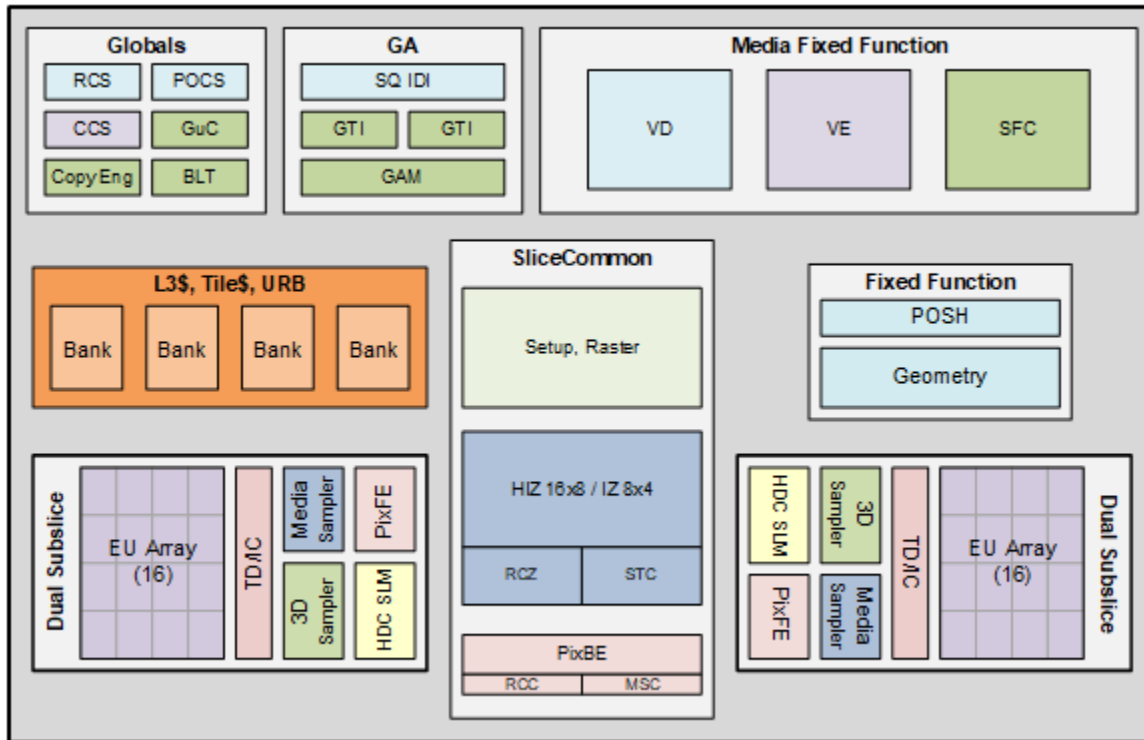 Globals
RCS
POCS
CCS
GuC
Copy Eng
BLT
GA
SQ IDI
GTI
GTI
GAM
Media Fixed Function
VD
VE
SFC
L3$, Tile$, URB
Bank
Bank
Bank
Bank
SliceCommon
Setup, Raster
HIZ 16x8 / IZ 8x4
RCZ
STC
PixBE
RCC
MSC
Fixed Function
POSH
Geometry
Dual Subslice
EU Array
(16)
TD/IC
Media
Sampler
PixFE
3D
Sampler
HDC SLM
HDC SLM
3D
Sampler
PixFE
Media
Sampler
TD/IC
EU Array
(16)
Dual Subslice